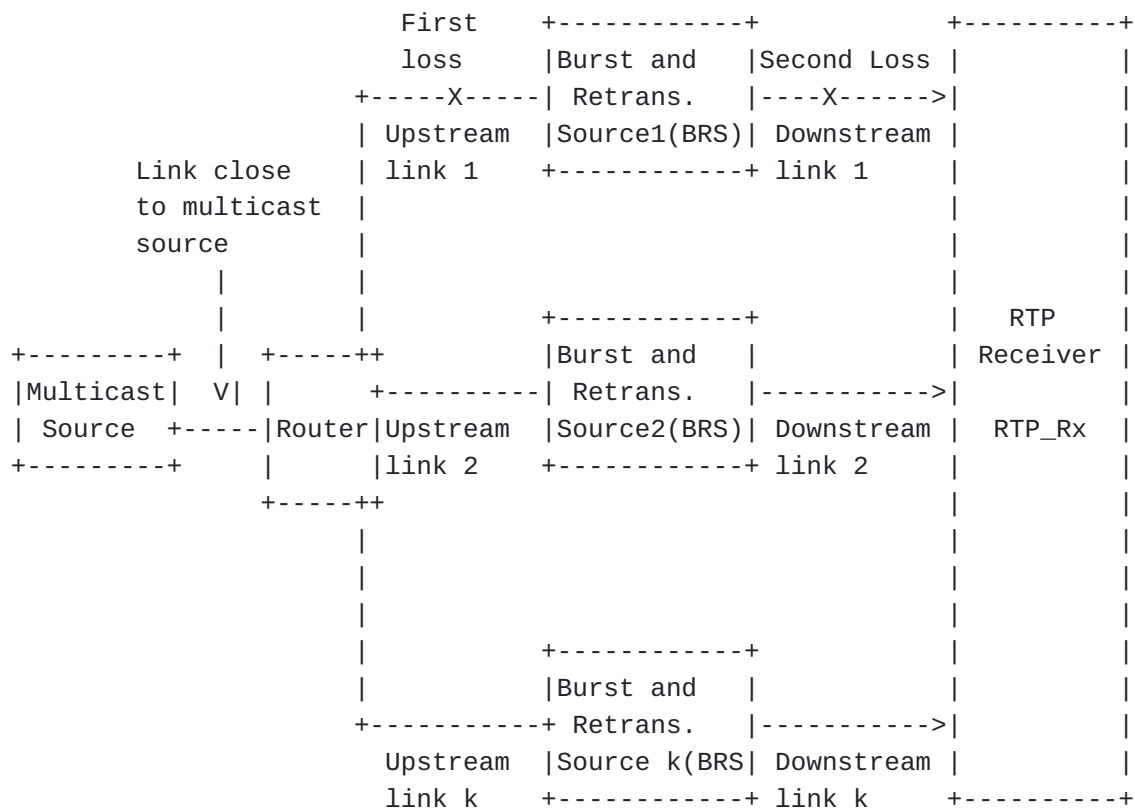 First +------------+ +----------+
loss |Burst and |Second Loss | |
+-----X-----| Retrans. |----X------>| |
| Upstream |Source1(BRS)| Downstream | |
Link close | link 1 +------------+ link 1 | |
to multicast | | |
source | | |
| | | |
| | +------------+ | RTP |
+---------+ | +-----++ |Burst and | | Receiver |
|Multicast| V| | +----------| Retrans. |----------->| |
| Source +-----|Router|Upstream |Source2(BRS)| Downstream | RTP_Rx |
+---------+ | |link 2 +------------+ link 2 | |
+-----++ | |
| | |
| | |
| | |
| +------------+ | |
| |Burst and | | |
+-----------+ Retrans. |----------->| |
Upstream |Source k(BRS| Downstream | |
link k +------------+ link k +----------+